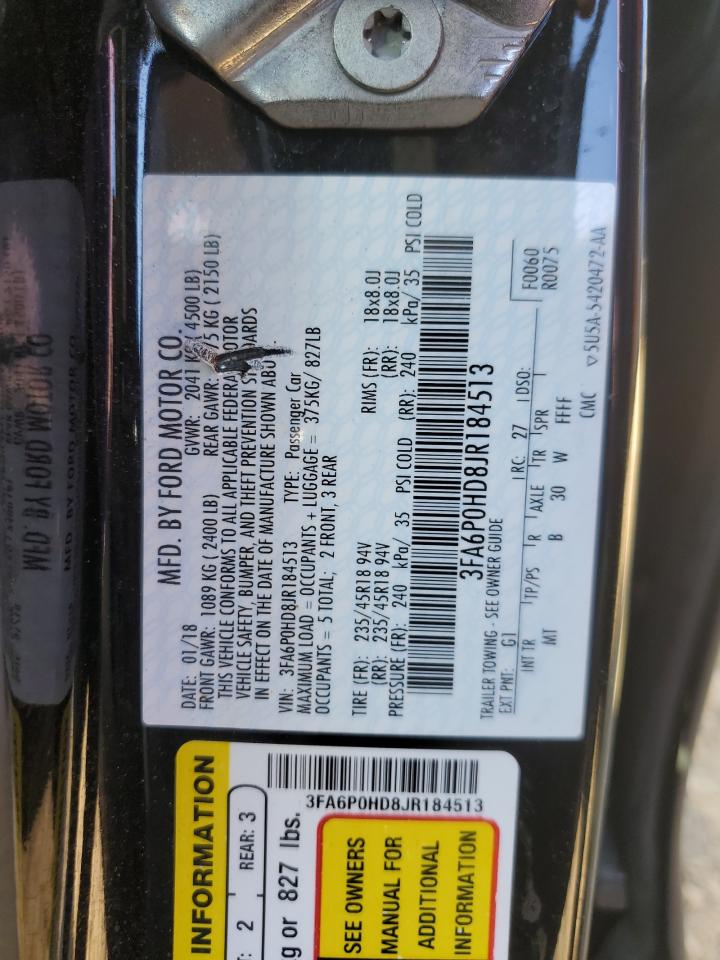 MFD. BY FORD MOTOR CO.
DATE: 01/18 GVWR: 2041 KG 4500 LB)
FRONT GAWR: 1089 KG (2400 LB) REAR GAWR: KG ( 2150 LB)
THIS VEHICLE CONFORMS TO ALL APPLICABLE FEDERAL MOTOR
VEHICLE SAFETY, BUMPER, AND THEFT PREVENTION
IN EFFECT ON THE DATE OF MANUFACTURE SHOWN
VIN: 3FA6P0HD8JR184513 TYPE: Passenger Car
MAXIMUM LOAD = OCCUPANTS + LUGGAGE = 375KG/ 827LB
OCCUPANTS = 5 TOTAL; 2 FRONT, 3 REAR
TIRE (FR): 235/45R18 94V RIMS (FR): 18x8.0J
(RR): 235/45R18 94V (RR): 18x8.0J
PRESSURE (FR): 240 kPa/ 35 PSI COLD (RR): 240 kPa/ 35 PSI COLD
3FA6P0HD8JR184513
TRAILER TOWING - SEE OWNER GUIDE
F0060
EXT PNT: G1 RC: 27 DSO: R0075
INT TR TP/PS R AXLE TR SPR
MT B 30 W FFFF
CMC ▽5U5A-5420472-AA
INFORMATION
2 REAR: 3
g or 827 lbs.
3FA6P0HD8JR184513
SEE OWNERS
MANUAL FOR
ADDITIONAL
INFORMATION
MFD. BY FORD MOTOR CO